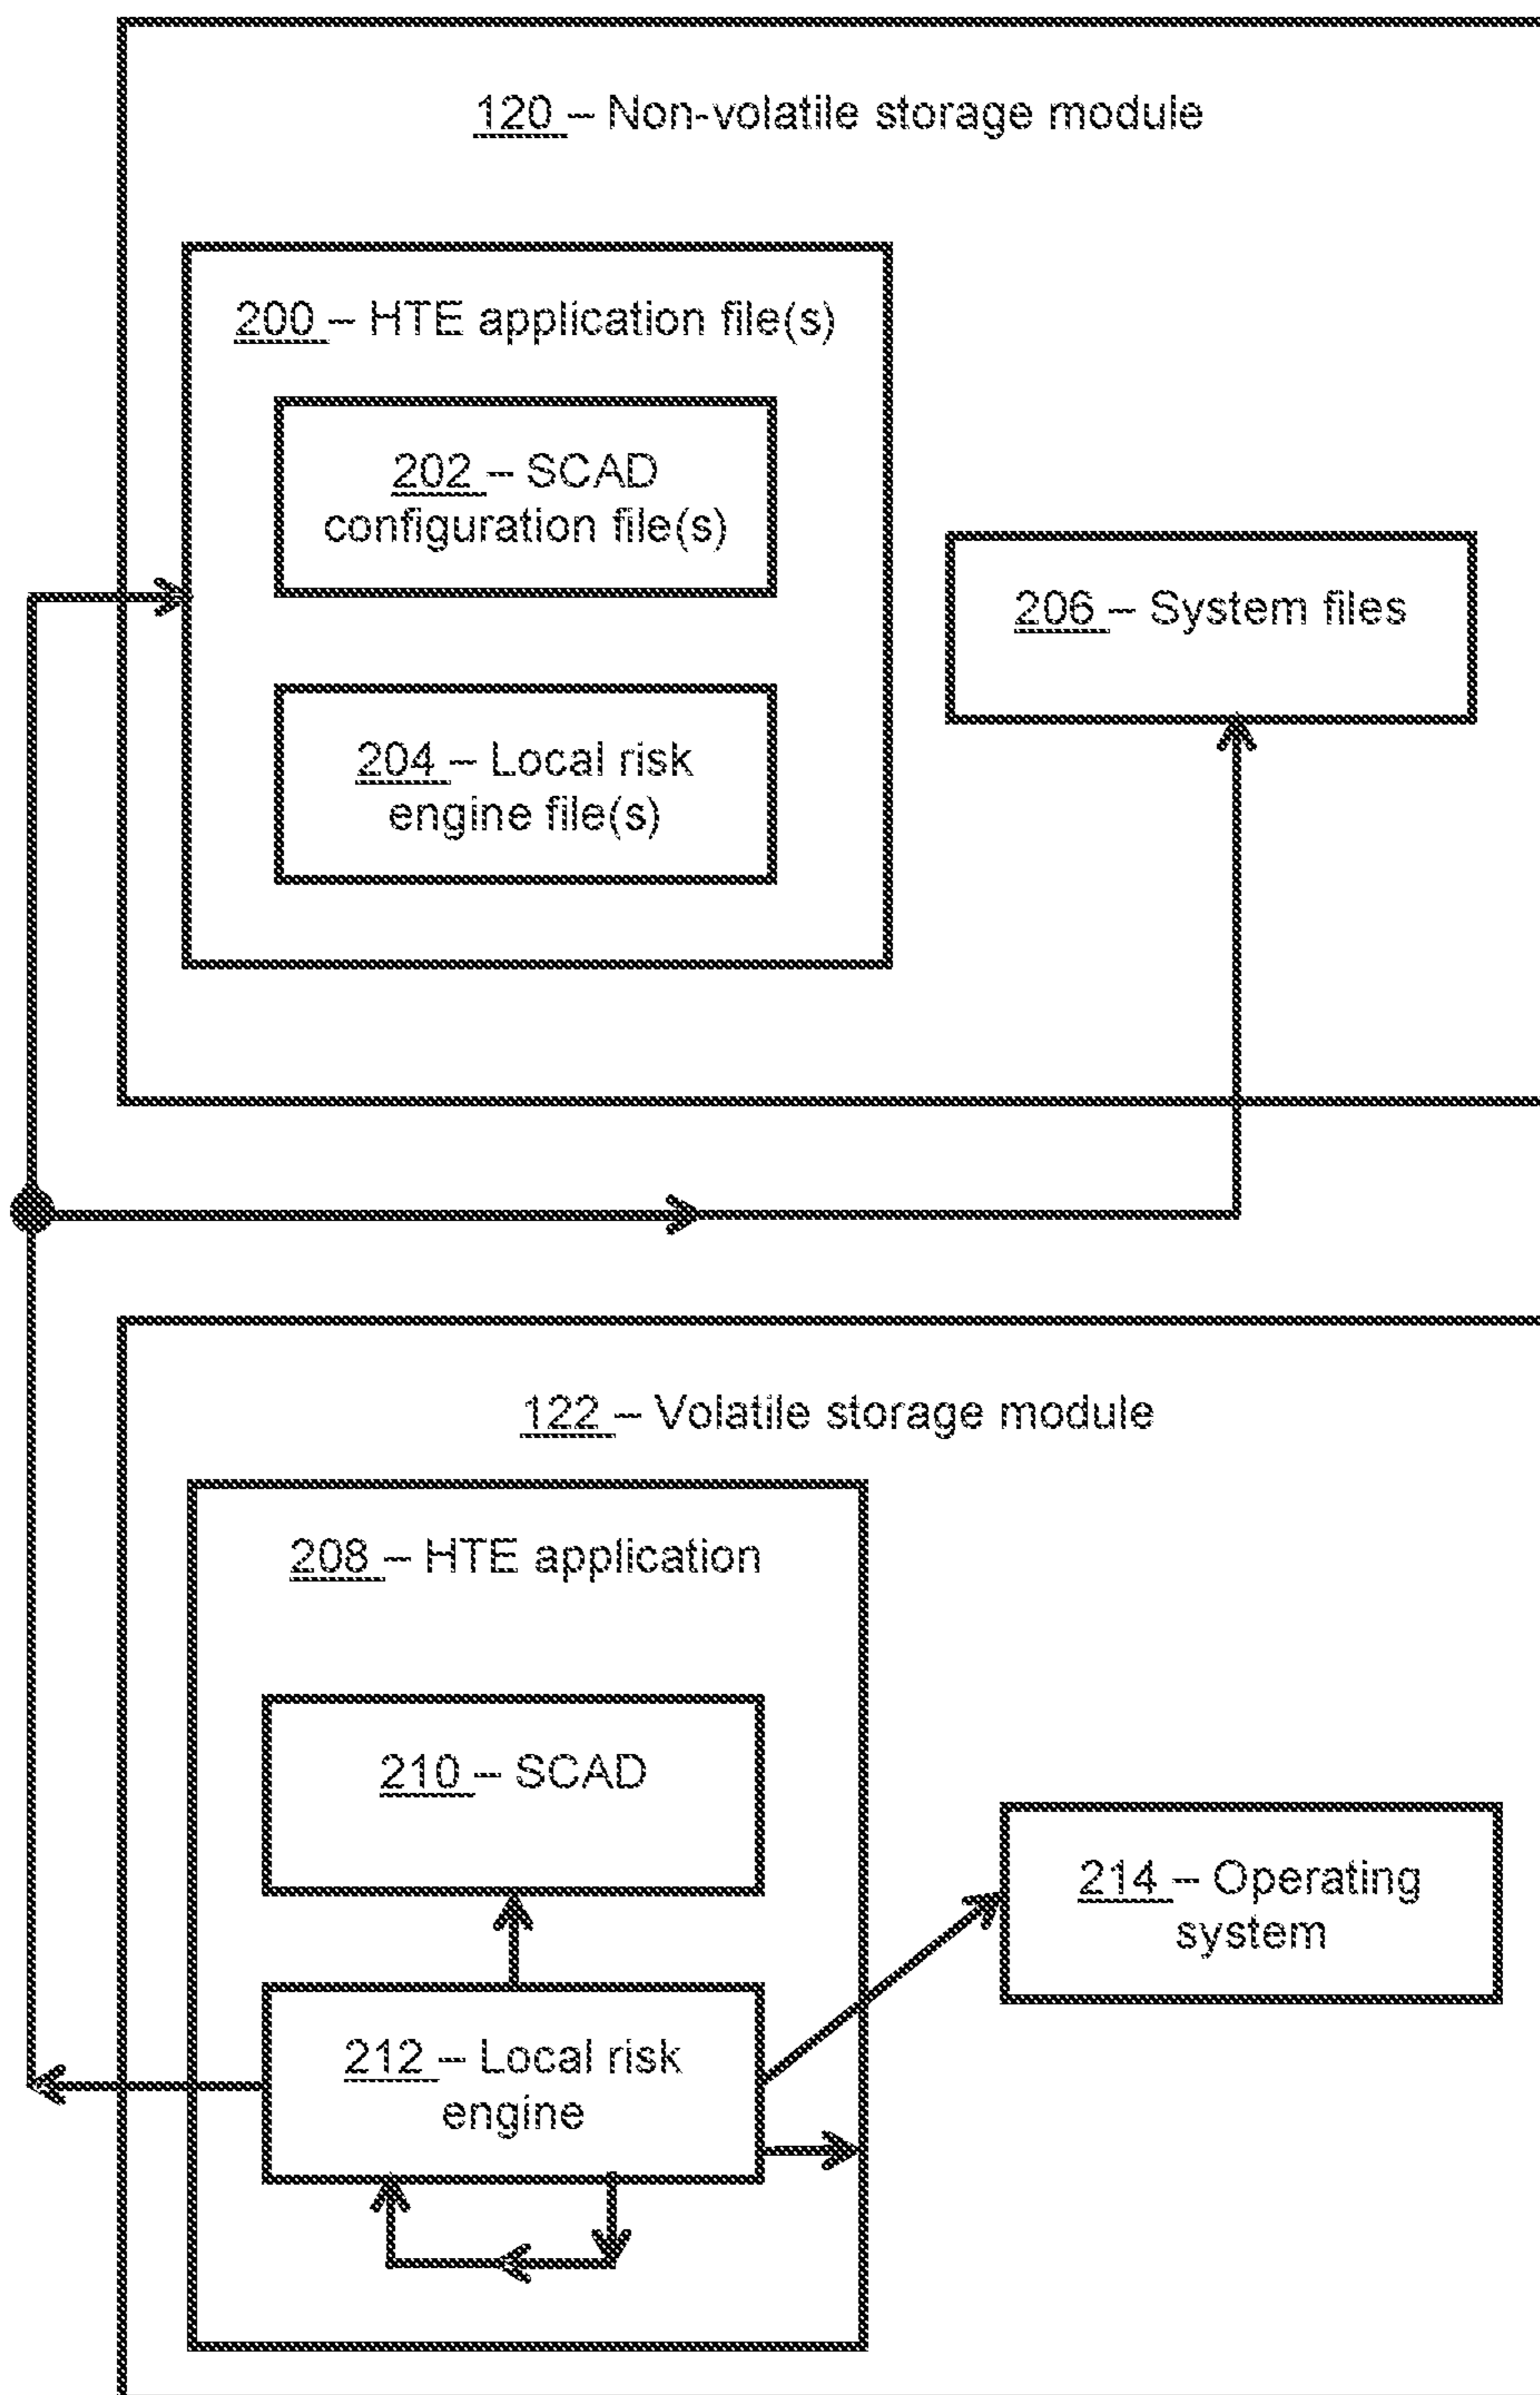 120 – Non-volatile storage module
200 – HTE application file(s)
202 – SCAD
configuration file(s)
206 – System files
204 – Local risk
engine file(s)
122 – Volatile storage module
208 – HTE application
210 – SCAD
214 – Operating
system
212 – Local risk
engine